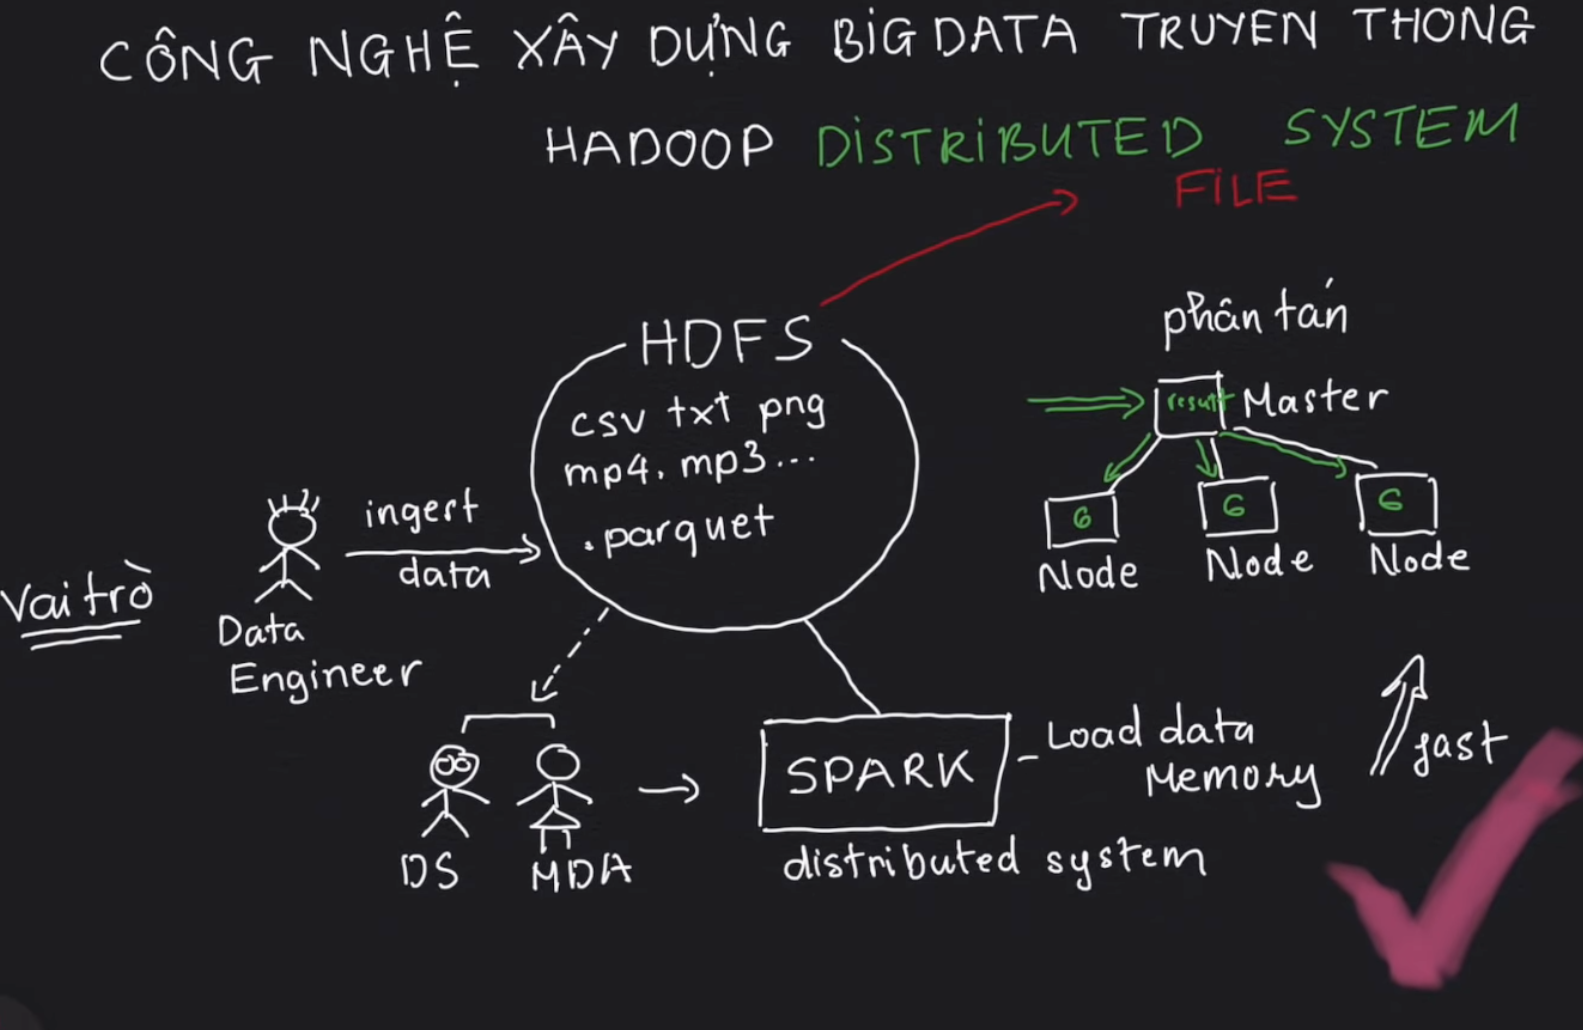 CÔNG NGHỆ XÂY DỰNG BIG DATA TRUYEN THONG
HADOOP DISTRIBUTED SYSTEM
FILE
phân tán
HDFS
csv txt png
mp4, mp3...
.parquet
result Master
6 6 6
Node Node Node
ingest
data
Vai trò
Data
Engineer
DS MDA
SPARK
- Load data
Memory
fast
distributed system